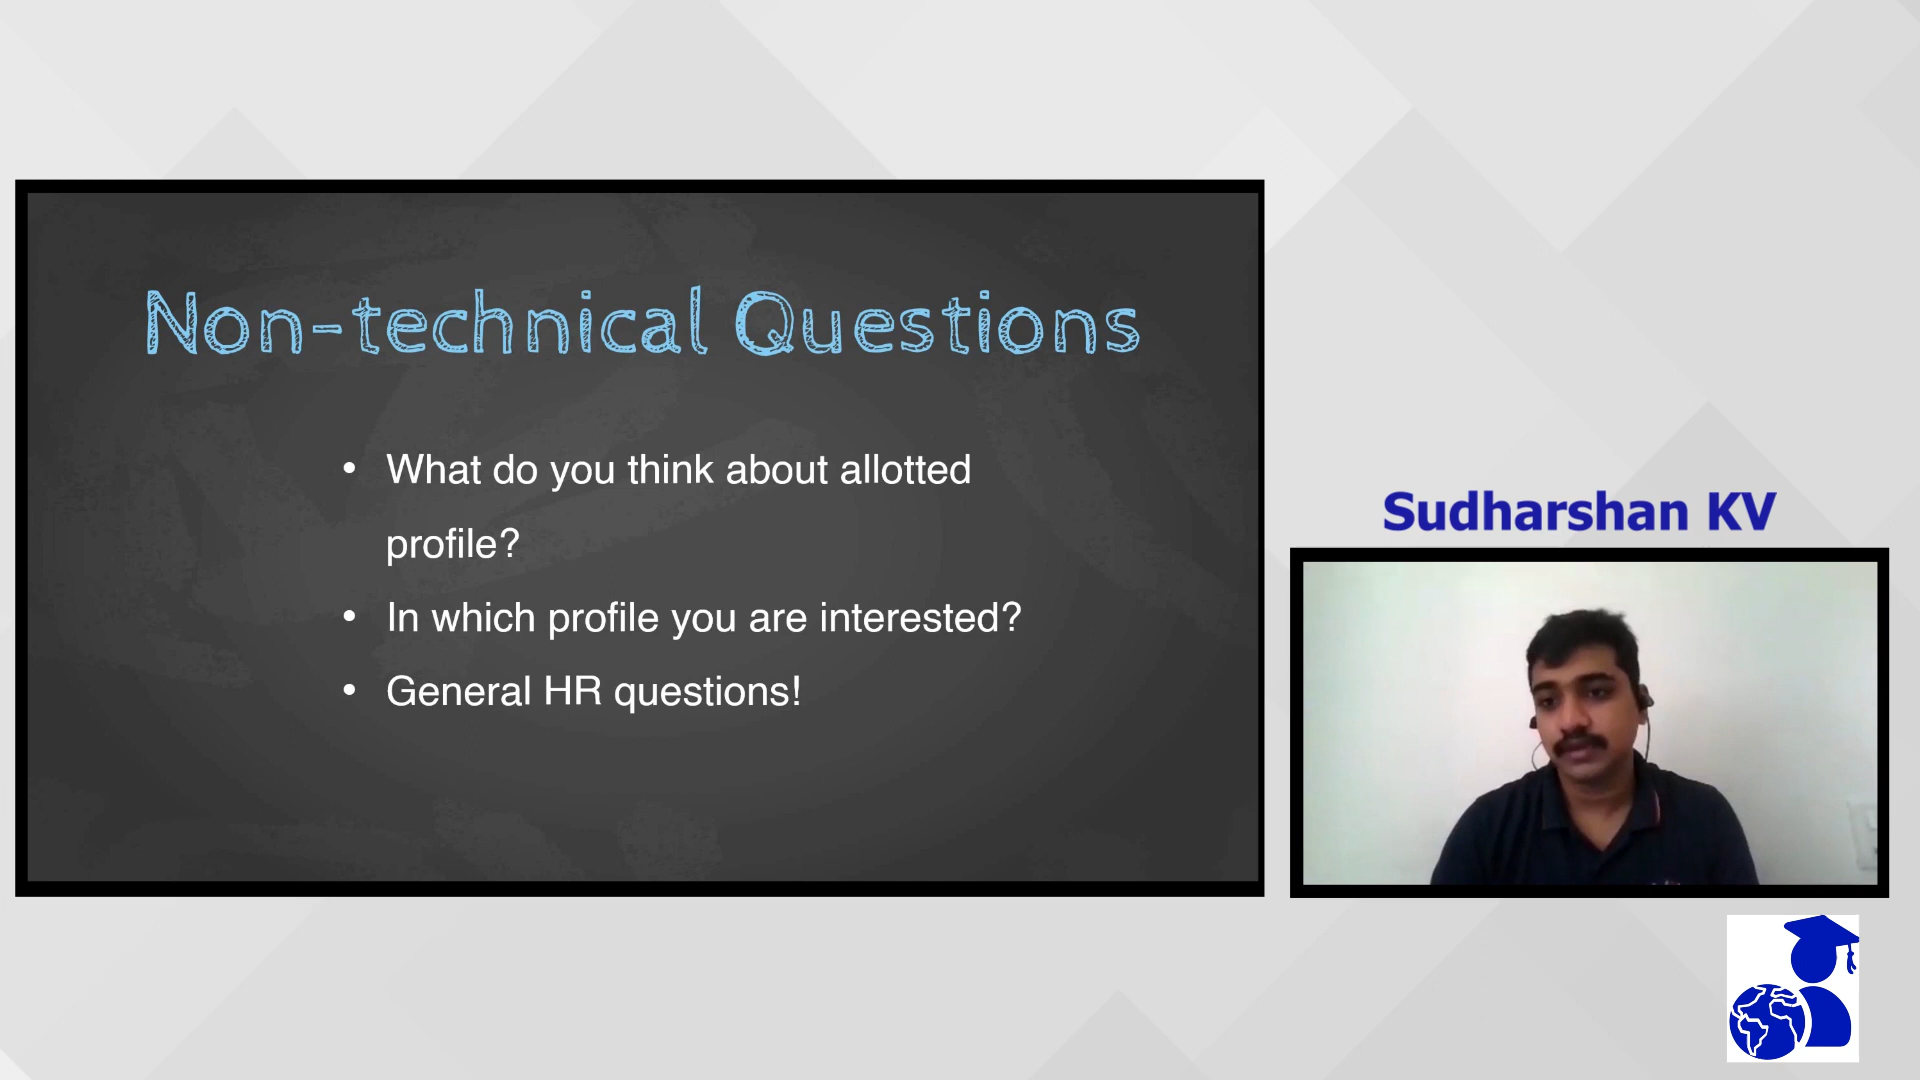 Non-technical Questions
• What do you think about allotted
profile?
• In which profile you are interested?
• General HR questions!
Sudharshan KV